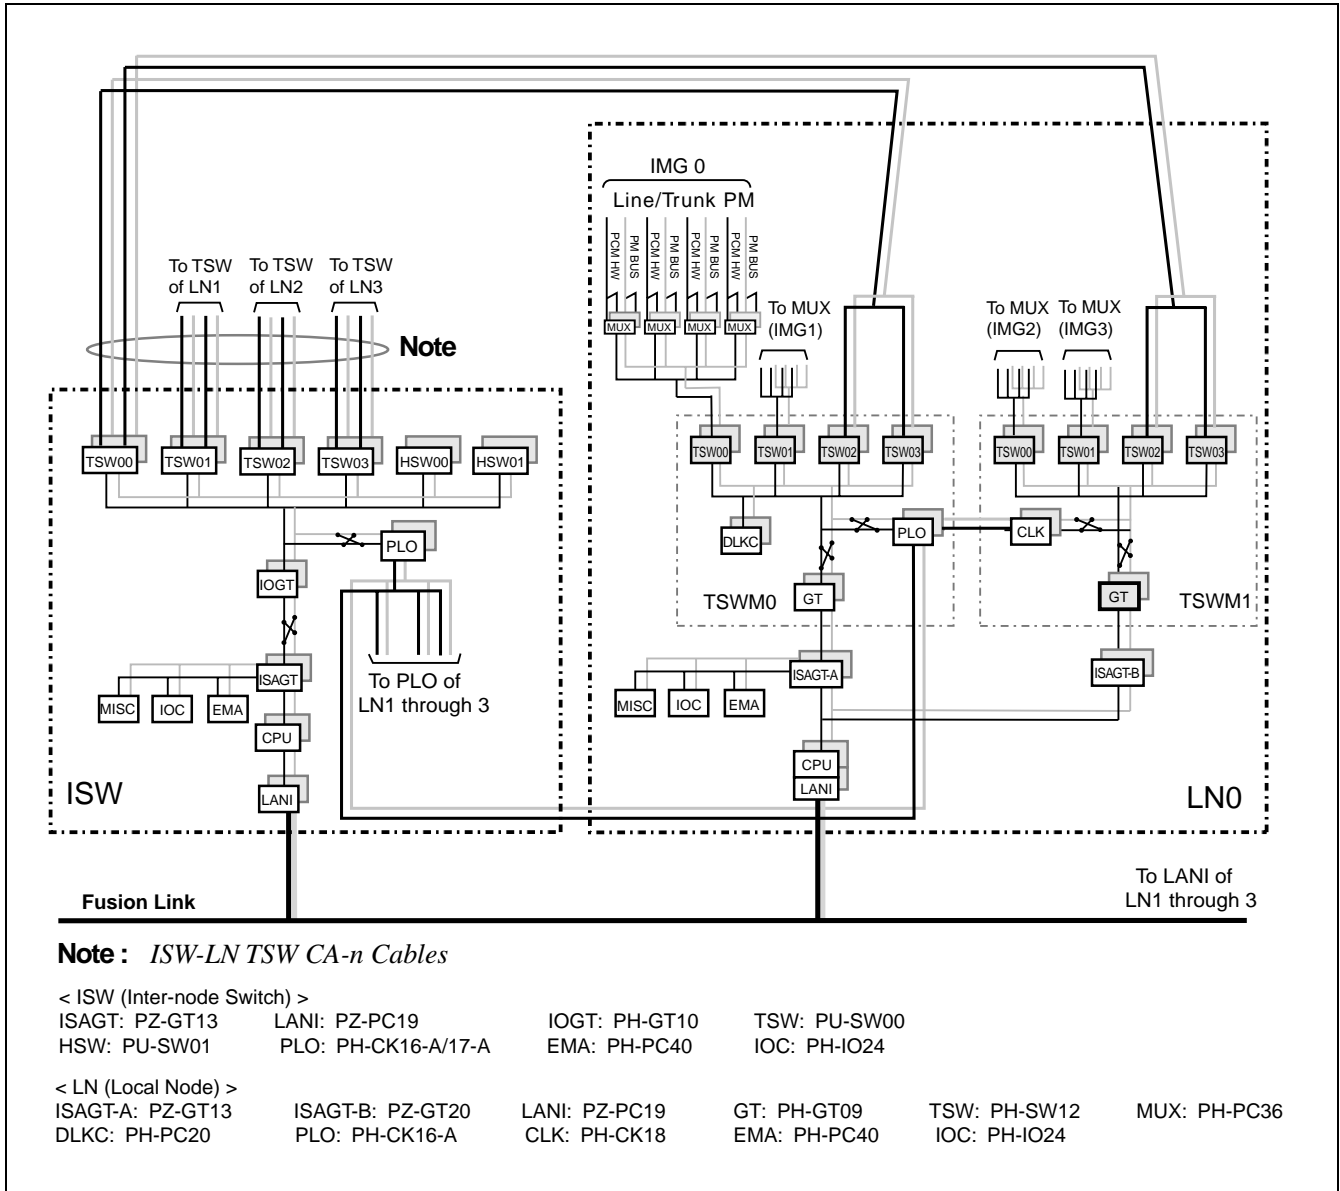 IMG 0
Line/Trunk PM
PCM HW
PM BUS
PCM HW
PM BUS
PCM HW
PM BUS
PCM HW
PM BUS
MUX
MUX
MUX
MUX
To TSW
of LN1
To TSW
of LN2
To TSW
of LN3
Note
To MUX
(IMG1)
To MUX
(IMG2)
To MUX
(IMG3)
TSW00
TSW01
TSW02
TSW03
HSW00
HSW01
TSW00
TSW01
TSW02
TSW03
TSW00
TSW01
TSW02
TSW03
PLO
IOGT
DLKC
PLO
CLK
TSWM0
GT
GT
TSWM1
To PLO of
LN1 through 3
ISAGT
MISC
IOC
EMA
CPU
LANI
ISW
ISAGT-A
MISC
IOC
EMA
CPU
LANI
ISAGT-B
LN0
Fusion Link
To LANI of
LN1 through 3
Note : ISW-LN TSW CA-n Cables
< ISW (Inter-node Switch) >
ISAGT: PZ-GT13 LANI: PZ-PC19 IOGT: PH-GT10 TSW: PU-SW00
HSW: PU-SW01 PLO: PH-CK16-A/17-A EMA: PH-PC40 IOC: PH-IO24
< LN (Local Node) >
ISAGT-A: PZ-GT13 ISAGT-B: PZ-GT20 LANI: PZ-PC19 GT: PH-GT09 TSW: PH-SW12 MUX: PH-PC36
DLKC: PH-PC20 PLO: PH-CK16-A CLK: PH-CK18 EMA: PH-PC40 IOC: PH-IO24